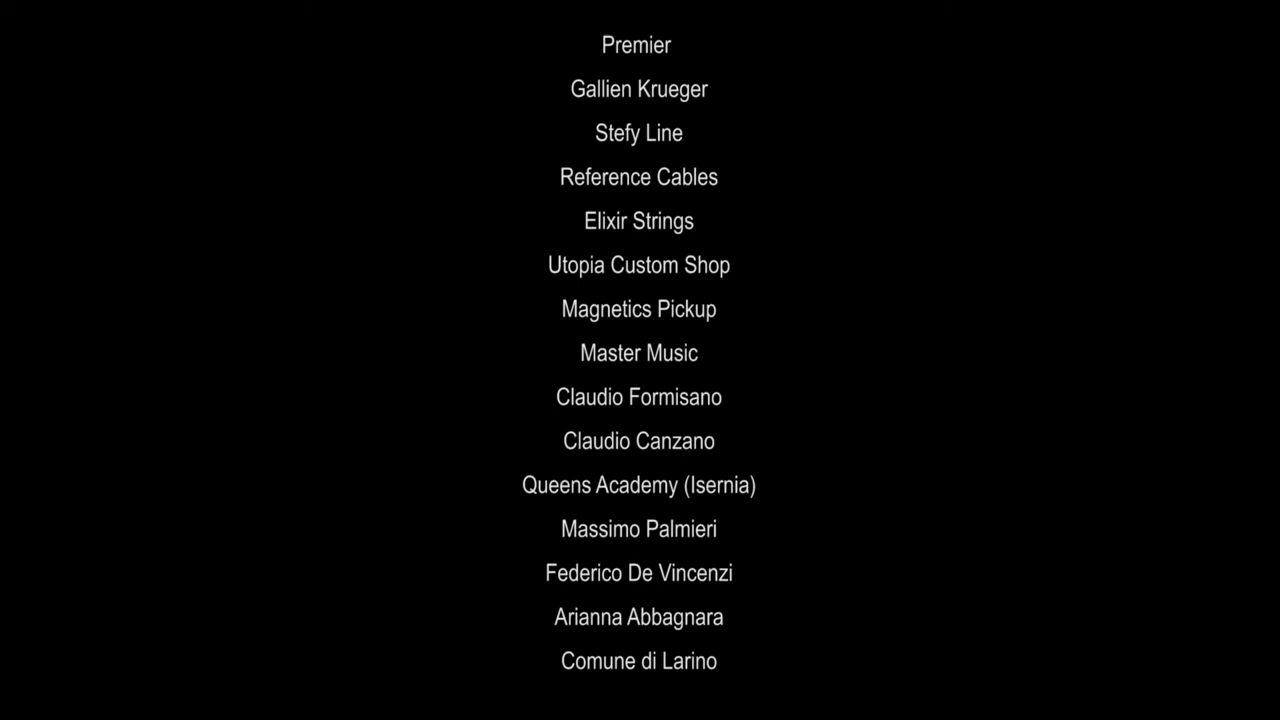 Premier
Gallien Krueger
Stefy Line
Reference Cables
Elixir Strings
Utopia Custom Shop
Magnetics Pickup
Master Music
Claudio Formisano
Claudio Canzano
Queens Academy (Isernia)
Massimo Palmieri
Federico De Vincenzi
Arianna Abbagnara
Comune di Larino